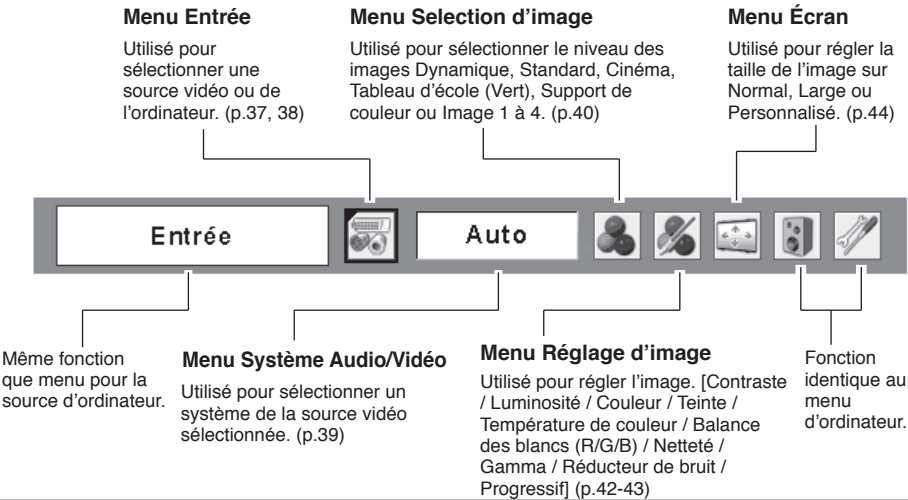 Menu Entrée
Utilisé pour
sélectionner une
source vidéo ou de
l'ordinateur. (p.37, 38)
Menu Selection d'image
Utilisé pour sélectionner le niveau des
images Dynamique, Standard, Cinéma,
Tableau d'école (Vert), Support de
couleur ou Image 1 à 4. (p.40)
Menu Écran
Utilisé pour régler la
taille de l'image sur
Normal, Large ou
Personnalisé. (p.44)
Entrée
Auto
Même fonction
que menu pour la
source d'ordinateur.
Menu Système Audio/Vidéo
Utilisé pour sélectionner un
système de la source vidéo
sélectionnée. (p.39)
Menu Réglage d'image
Utilisé pour régler l'image. [Contraste
/ Luminosité / Couleur / Teinte /
Température de couleur / Balance
des blancs (R/G/B) / Netteté /
Gamma / Réducteur de bruit /
Progressif] (p.42-43)
Fonction
identique au
menu
d'ordinateur.